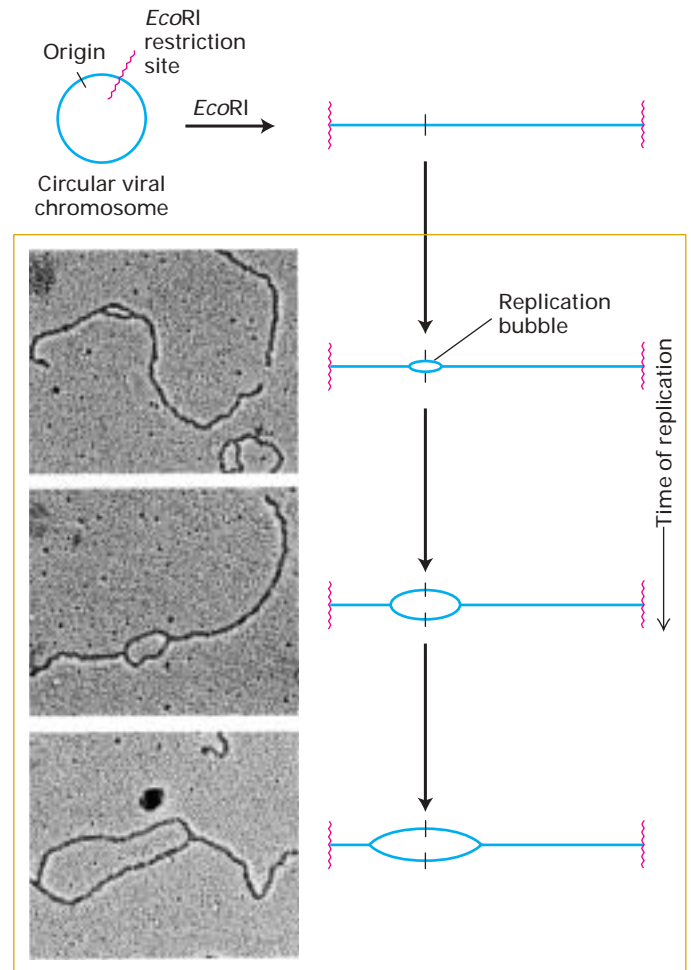 EcoRI
restriction
site
Origin
EcoRI
Circular viral
chromosome
Replication
bubble
Time of replication